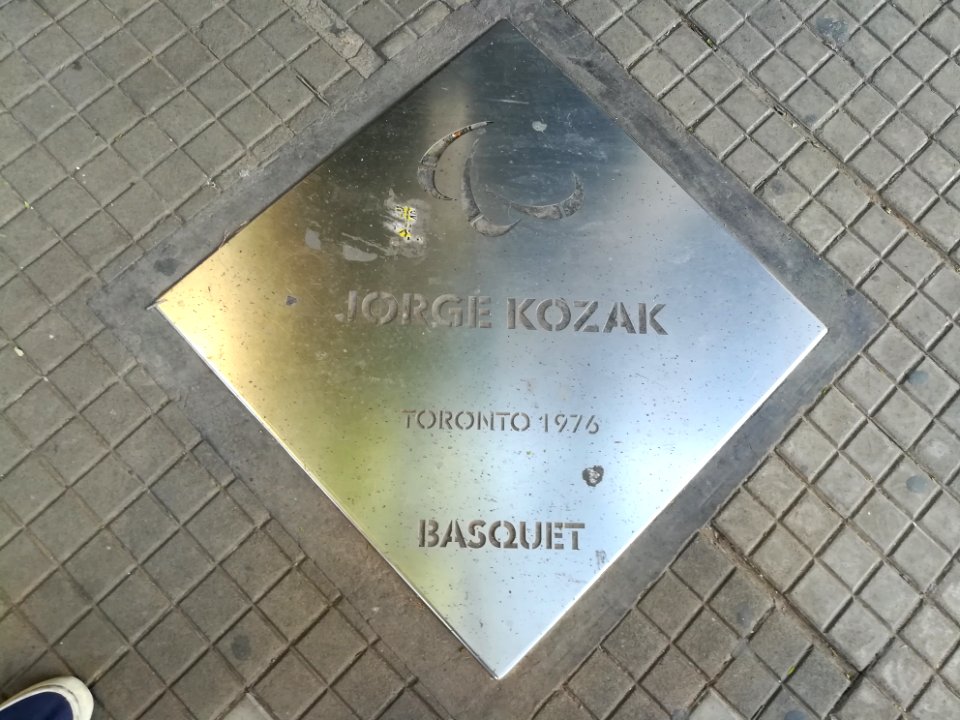 JORGE KOZAK
TORONTO 1976
BASQUET